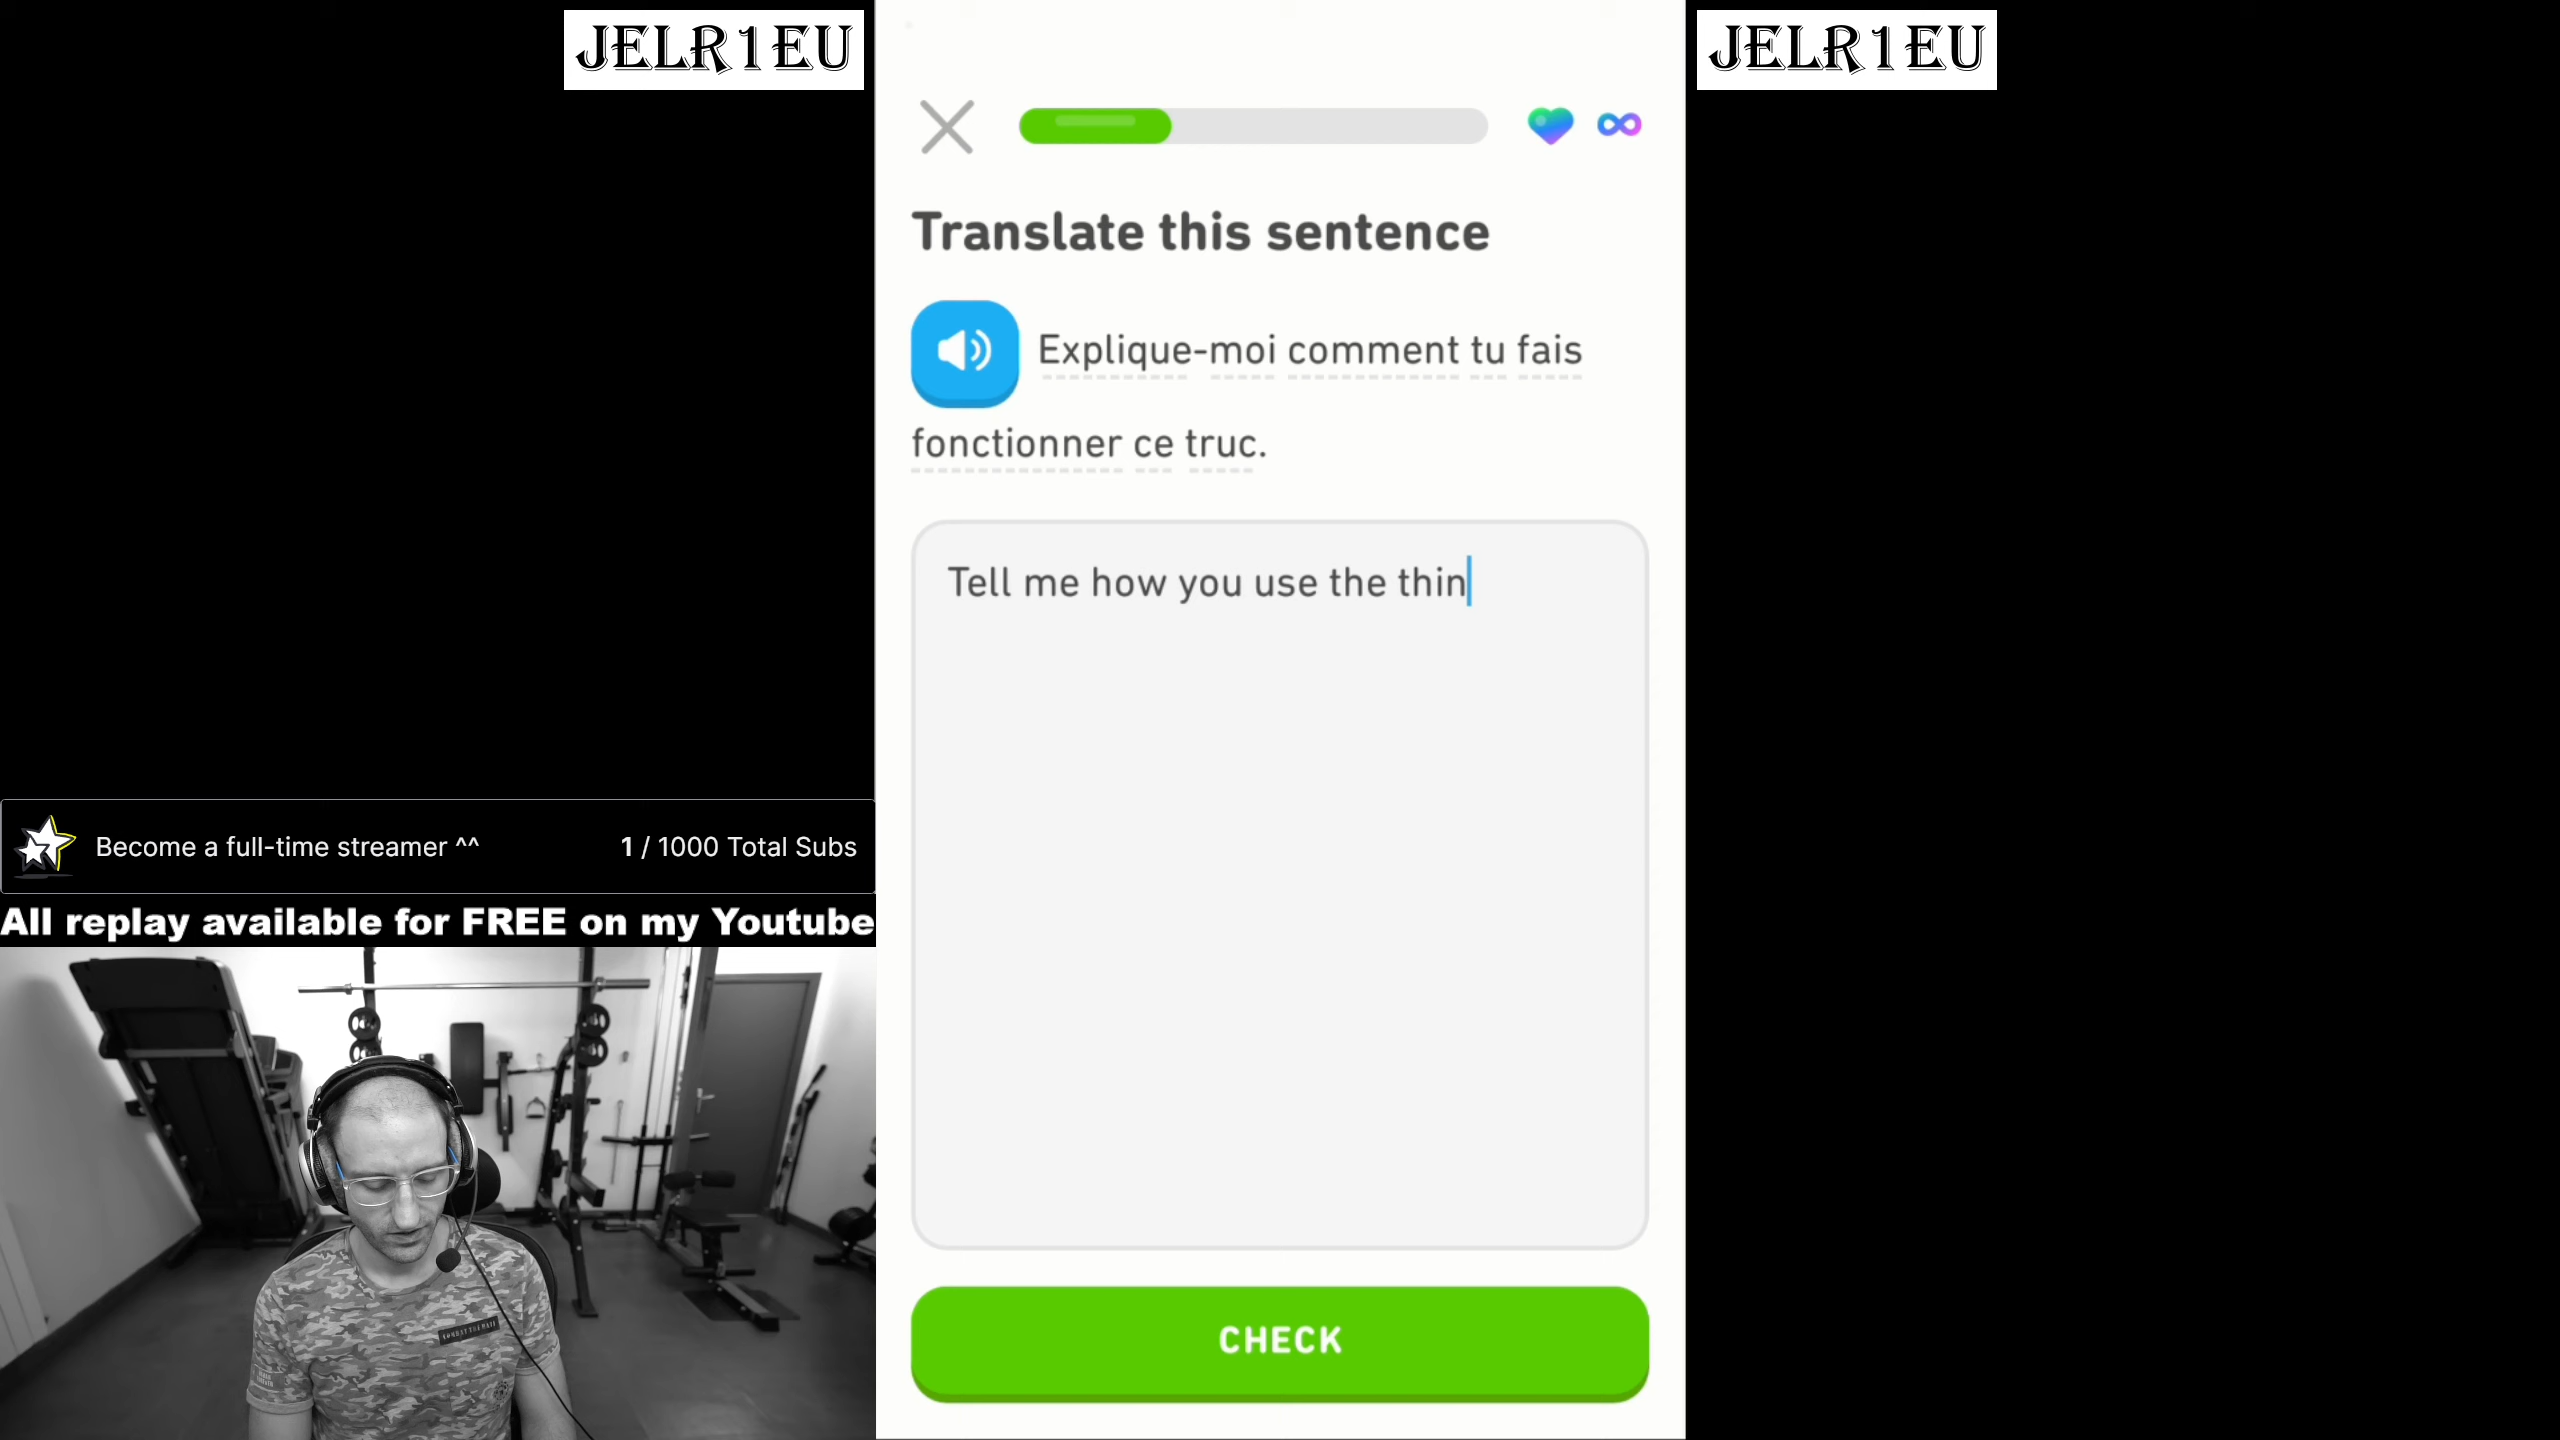 JELR1EU
JELR1EU
Translate this sentence
Explique-moi comment tu fais
fonctionner ce truc.
Tell me how you use the thin
CHECK
Become a full-time streamer ^^ 1 / 1000 Total Subs
All replay available for FREE on my Youtube